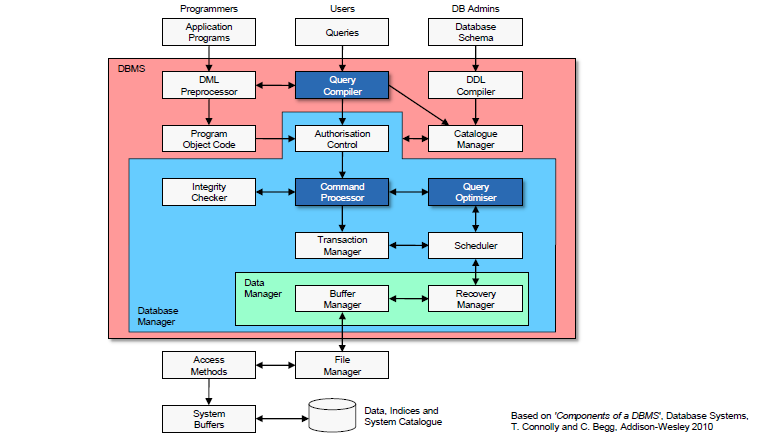 Programmers
Users
DB Admins
Application
Programs
Queries
Database
Schema
DBMS
DML
Preprocessor
Query
Compiler
DDL
Compiler
Program
Object Code
Authorisation
Control
Catalogue
Manager
Integrity
Checker
Command
Processor
Query
Optimiser
Transaction
Manager
Scheduler
Data
Manager
Buffer
Manager
Recovery
Manager
Database
Manager
Access
Methods
File
Manager
System
Buffers
Data, Indices and
System Catalogue
Based on 'Components of a DBMS', Database Systems,
T. Connolly and C. Begg, Addison-Wesley 2010